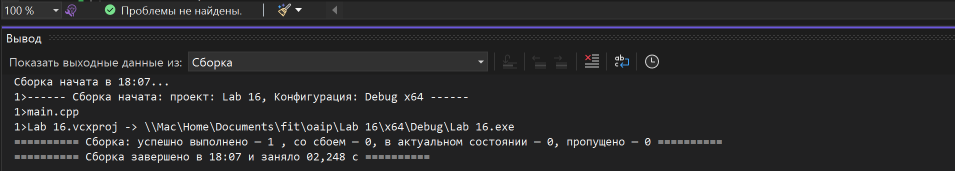 100 %
Проблемы не найдены.
Вывод
Показать выходные данные из: Сборка
Сборка начата в 18:07...
1>------ Сборка начата: проект: Lab 16, Конфигурация: Debug x64 ------
1>main.cpp
1>Lab 16.vcxproj -> \\Mac\Home\Documents\fit\oaip\Lab 16\x64\Debug\Lab 16.exe
========== Сборка: успешно выполнено — 1 , со сбоем — 0, в актуальном состоянии — 0, пропущено — 0 ==========
========== Сборка завершено в 18:07 и заняло 02,248 с ==========